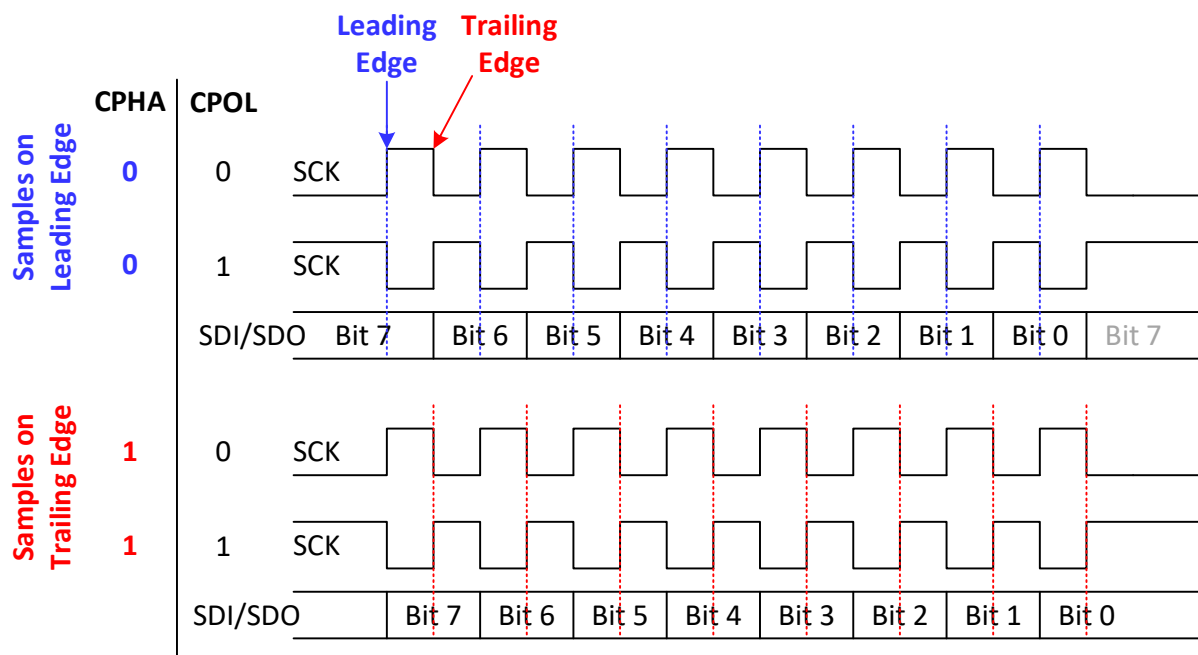 Leading Edge
Trailing Edge
CPHA
CPOL
Samples on
Leading Edge
0
0
SCK
0
1
SCK
SDI/SDO
Bit 7
Bit 6
Bit 5
Bit 4
Bit 3
Bit 2
Bit 1
Bit 0
Bit 7
Samples on
Trailing Edge
1
0
SCK
1
1
SCK
SDI/SDO
Bit 7
Bit 6
Bit 5
Bit 4
Bit 3
Bit 2
Bit 1
Bit 0